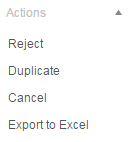 Actions
Reject
Duplicate
Cancel
Export to Excel